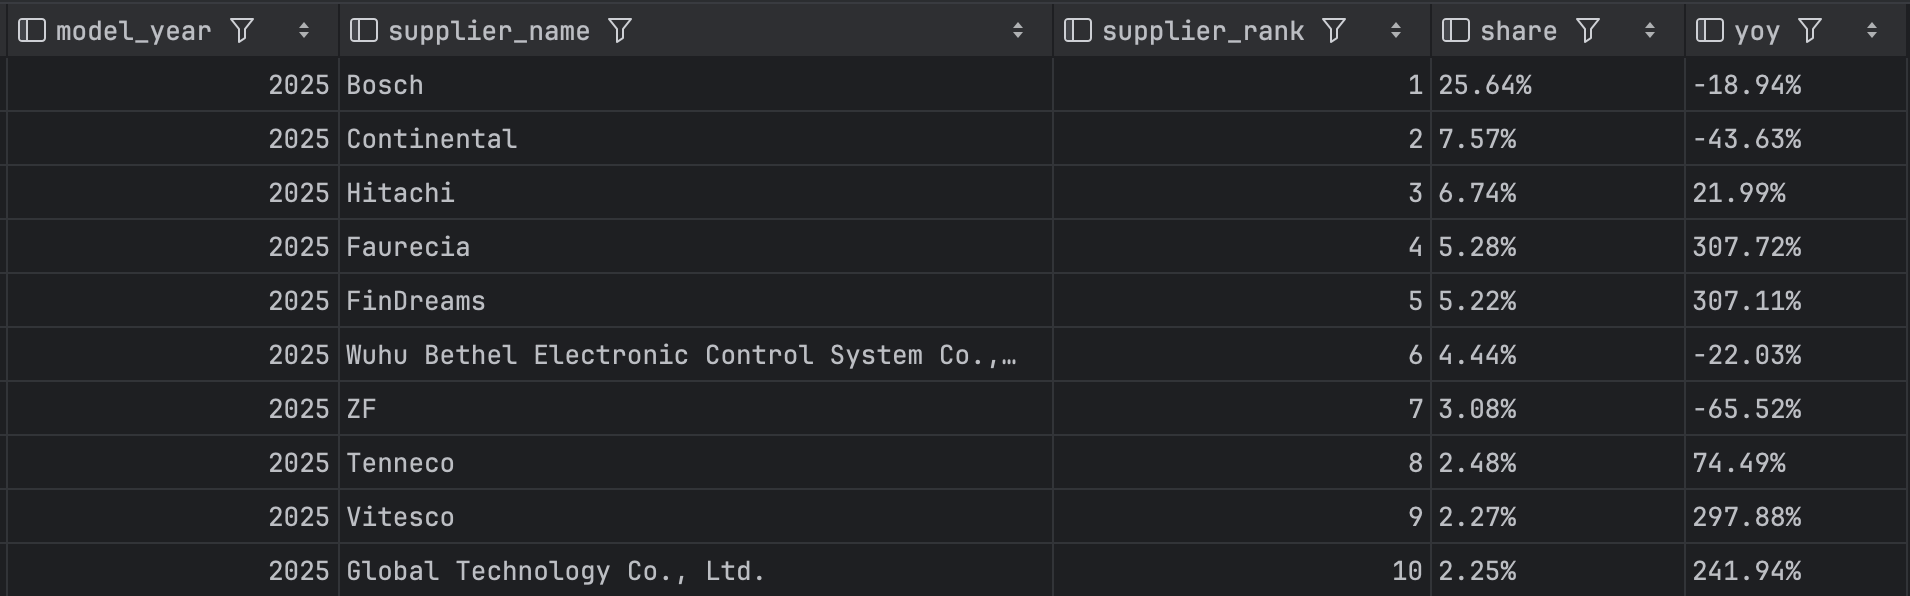 model_year supplier_name supplier_rank share yoy
2025 Bosch 1 25.64% -18.94%
2025 Continental 2 7.57% -43.63%
2025 Hitachi 3 6.74% 21.99%
2025 Faurecia 4 5.28% 307.72%
2025 FinDreams 5 5.22% 307.11%
2025 Wuhu Bethel Electronic Control System Co.,… 6 4.44% -22.03%
2025 ZF 7 3.08% -65.52%
2025 Tenneco 8 2.48% 74.49%
2025 Vitesco 9 2.27% 297.88%
2025 Global Technology Co., Ltd. 10 2.25% 241.94%